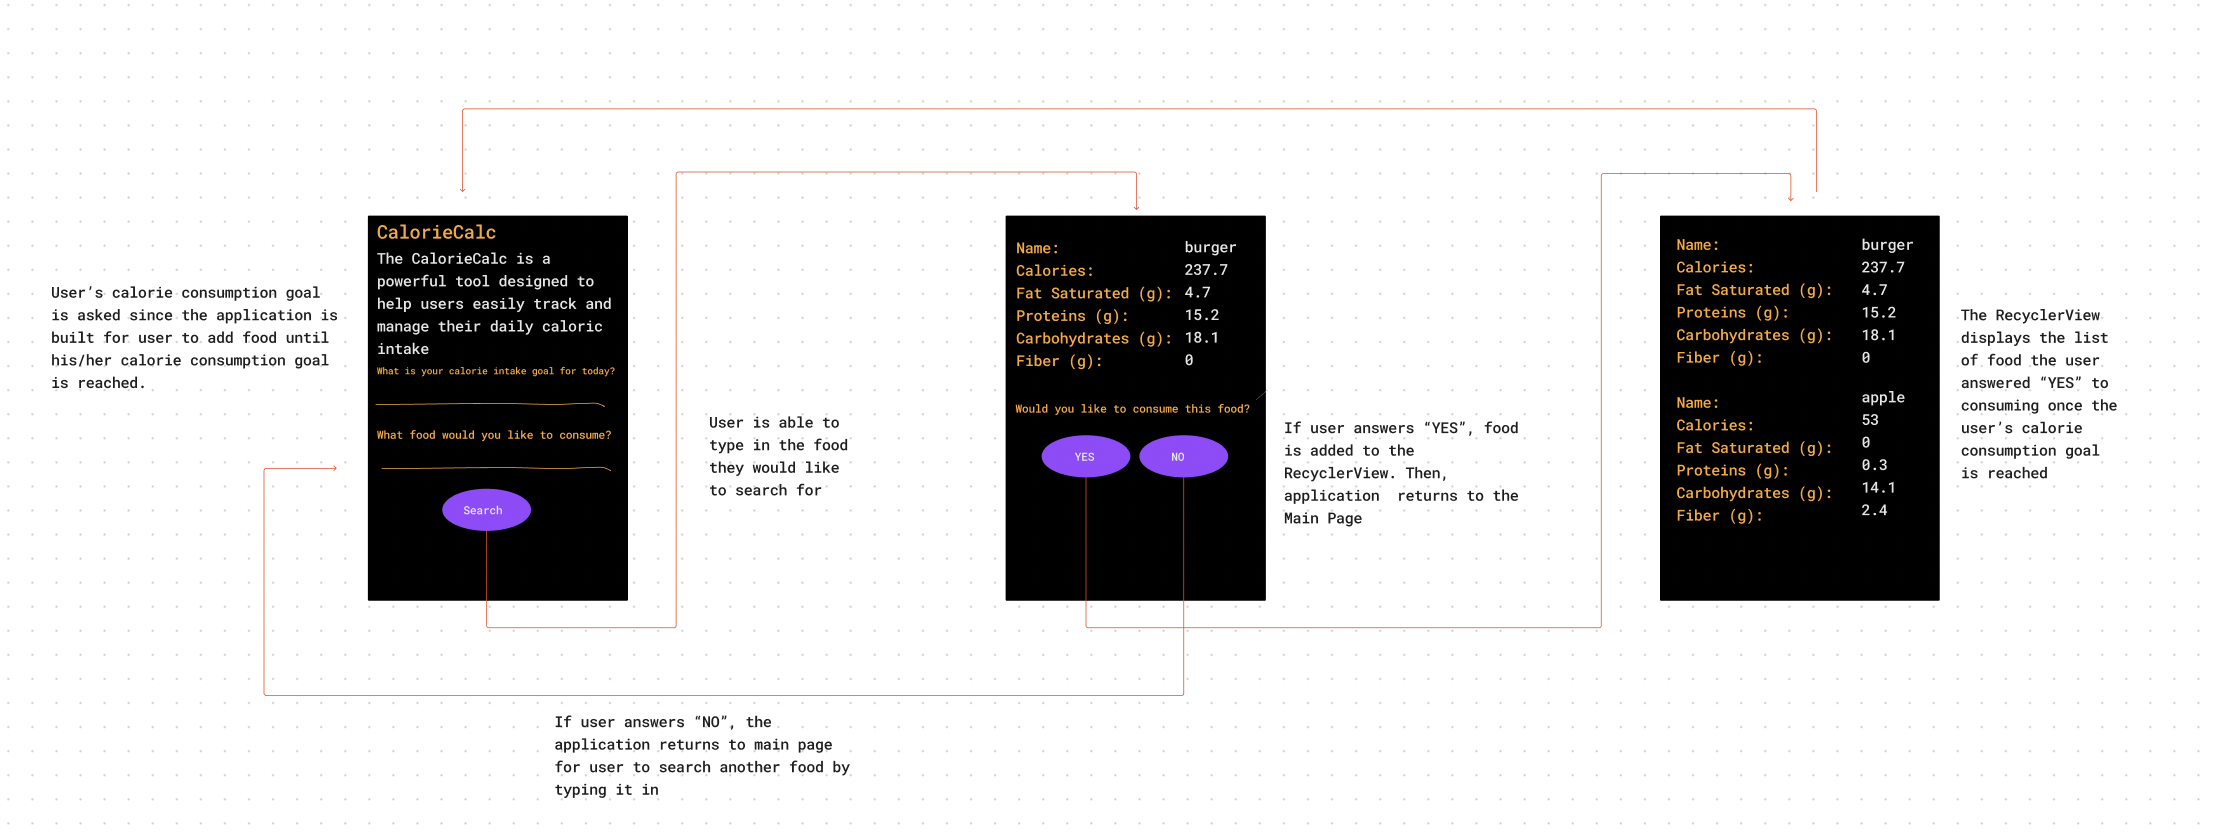 User’s calorie consumption goal
is asked since the application is
built for user to add food until
his/her calorie consumption goal
is reached.
CalorieCalc
The CalorieCalc is a
powerful tool designed to
help users easily track and
manage their daily caloric
intake
What is your calorie intake goal for today?
What food would you like to consume?
Search
User is able to
type in the food
they would like
to search for
Name: burger
Calories: 237.7
Fat Saturated (g): 4.7
Proteins (g): 15.2
Carbohydrates (g): 18.1
Fiber (g): 0
Would you like to consume this food?
YES NO
If user answers “YES”, food
is added to the
RecyclerView. Then,
application  returns to the
Main Page
Name: burger
Calories: 237.7
Fat Saturated (g): 4.7
Proteins (g): 15.2
Carbohydrates (g): 18.1
Fiber (g): 0
Name: apple
Calories: 53
Fat Saturated (g): 0
Proteins (g): 0.3
Carbohydrates (g): 14.1
Fiber (g): 2.4
The RecyclerView
displays the list
of food the user
answered “YES” to
consuming once the
user’s calorie
consumption goal
is reached
If user answers “NO”, the
application returns to main page
for user to search another food by
typing it in